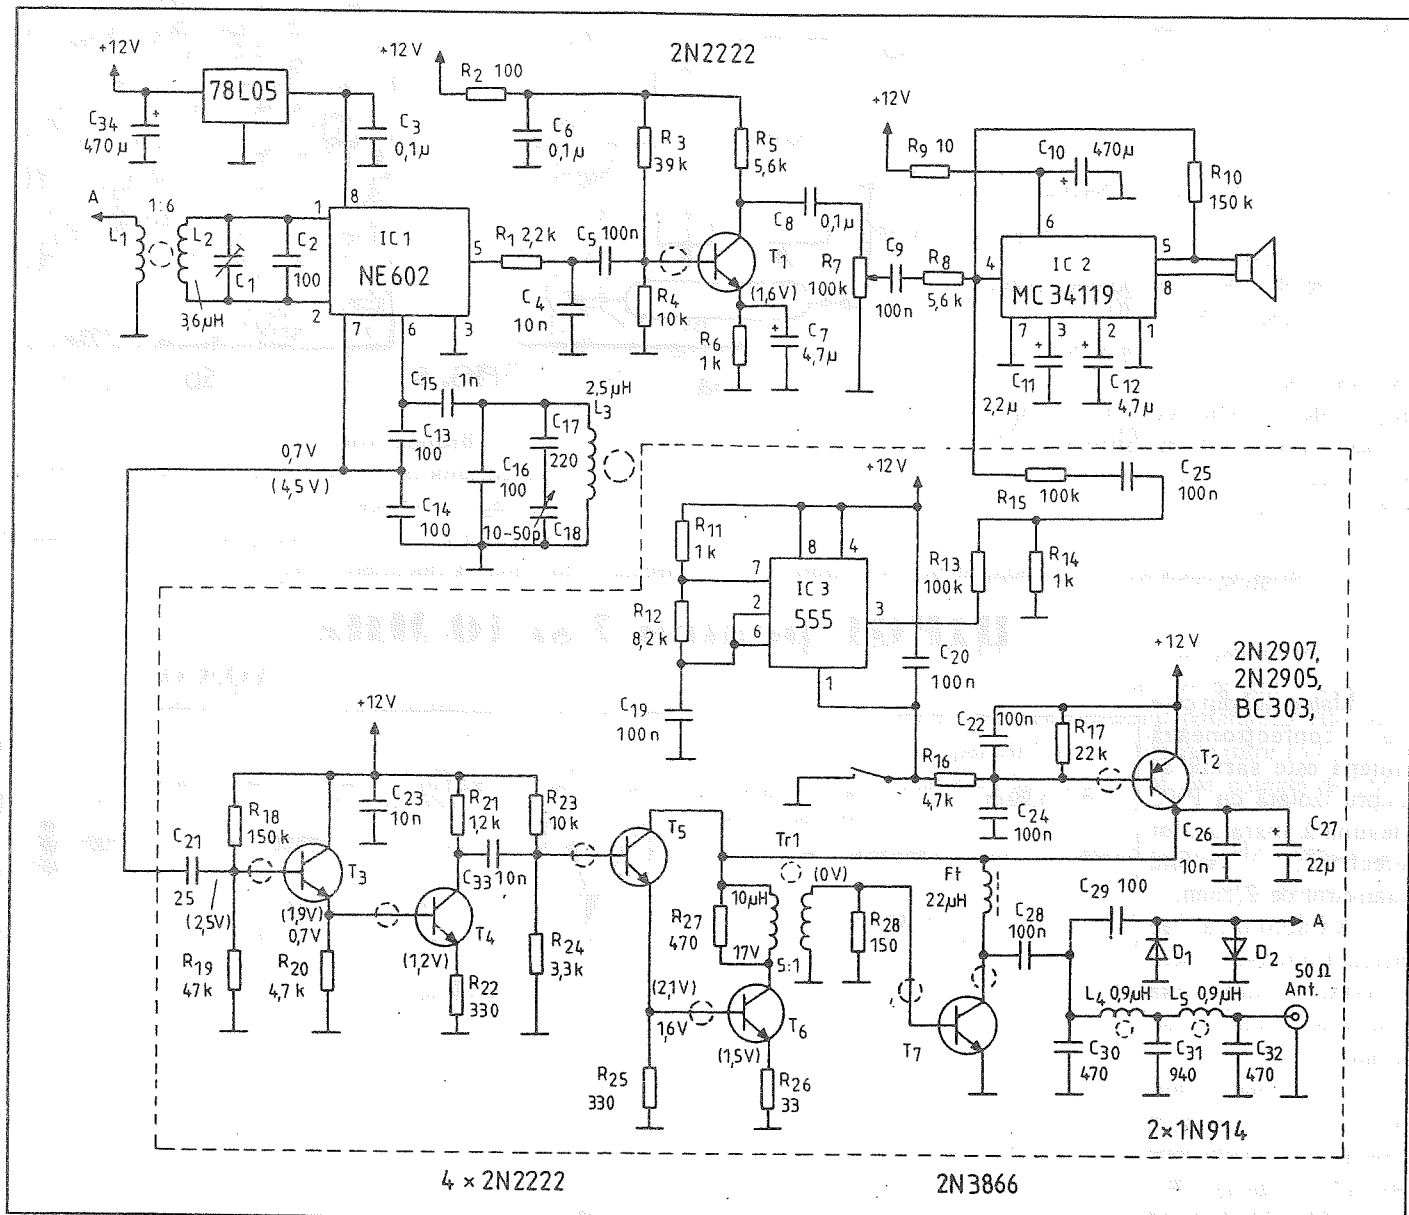 +12V
78L05
C34
470µ
C3
0,1µ
A
1:6
L1
L2
C1
C2
100
36µH
1
8
2
7
6
3
5
IC1
NE602
+12V
R2 100
C6
0,1µ
R3
39k
R5
5,6k
2N2222
R1 2,2k
C5 100n
C4
10n
R4
10k
T1
(1,6V)
R6
1k
C7
4,7µ
+
C8
0,1µ
R7
100k
C9
100n
R8
5,6k
+12V
R9 10
C10
470µ
+
R10
150k
4
6
5
8
IC2
MC34119
7
3
2
1
+
+
C11
2,2µ
C12
4,7µ
C15
1n
C13
100
C14
100
C16
100
C17
220
10-50p
C18
2,5µH
L3
0,7V
(4,5V)
+12V
R15
100k
C25
100n
R11
1k
R12
8,2k
C19
100n
7
2
6
8
4
3
1
IC3
555
C20
100n
R13
100k
R14
1k
+12V
2N2907,
2N2905,
BC303,
C22
100n
R17
22k
T2
R16
4,7k
C24
100n
C26
10n
C27
22µ
+
+12V
C23
10n
C21
25
R18
150k
(2,5V)
R19
47k
T3
(1,9V)
0,7V
R20
4,7k
R21
1,2k
C33
10n
R23
10k
T4
(1,2V)
R22
330
R24
3,3k
T5
Tr1
(0V)
10µH
R27
470
17V
5:1
R28
150
(2,1V)
1,6V
T6
(1,5V)
R25
330
R26
33
Ft
22µH
C28
100n
T7
C29 100
D1
D2
A
50Ω
Ant.
L4 0,9µH
L5 0,9µH
C30
470
C31
940
C32
470
2×1N914
4 × 2N2222
2N3866